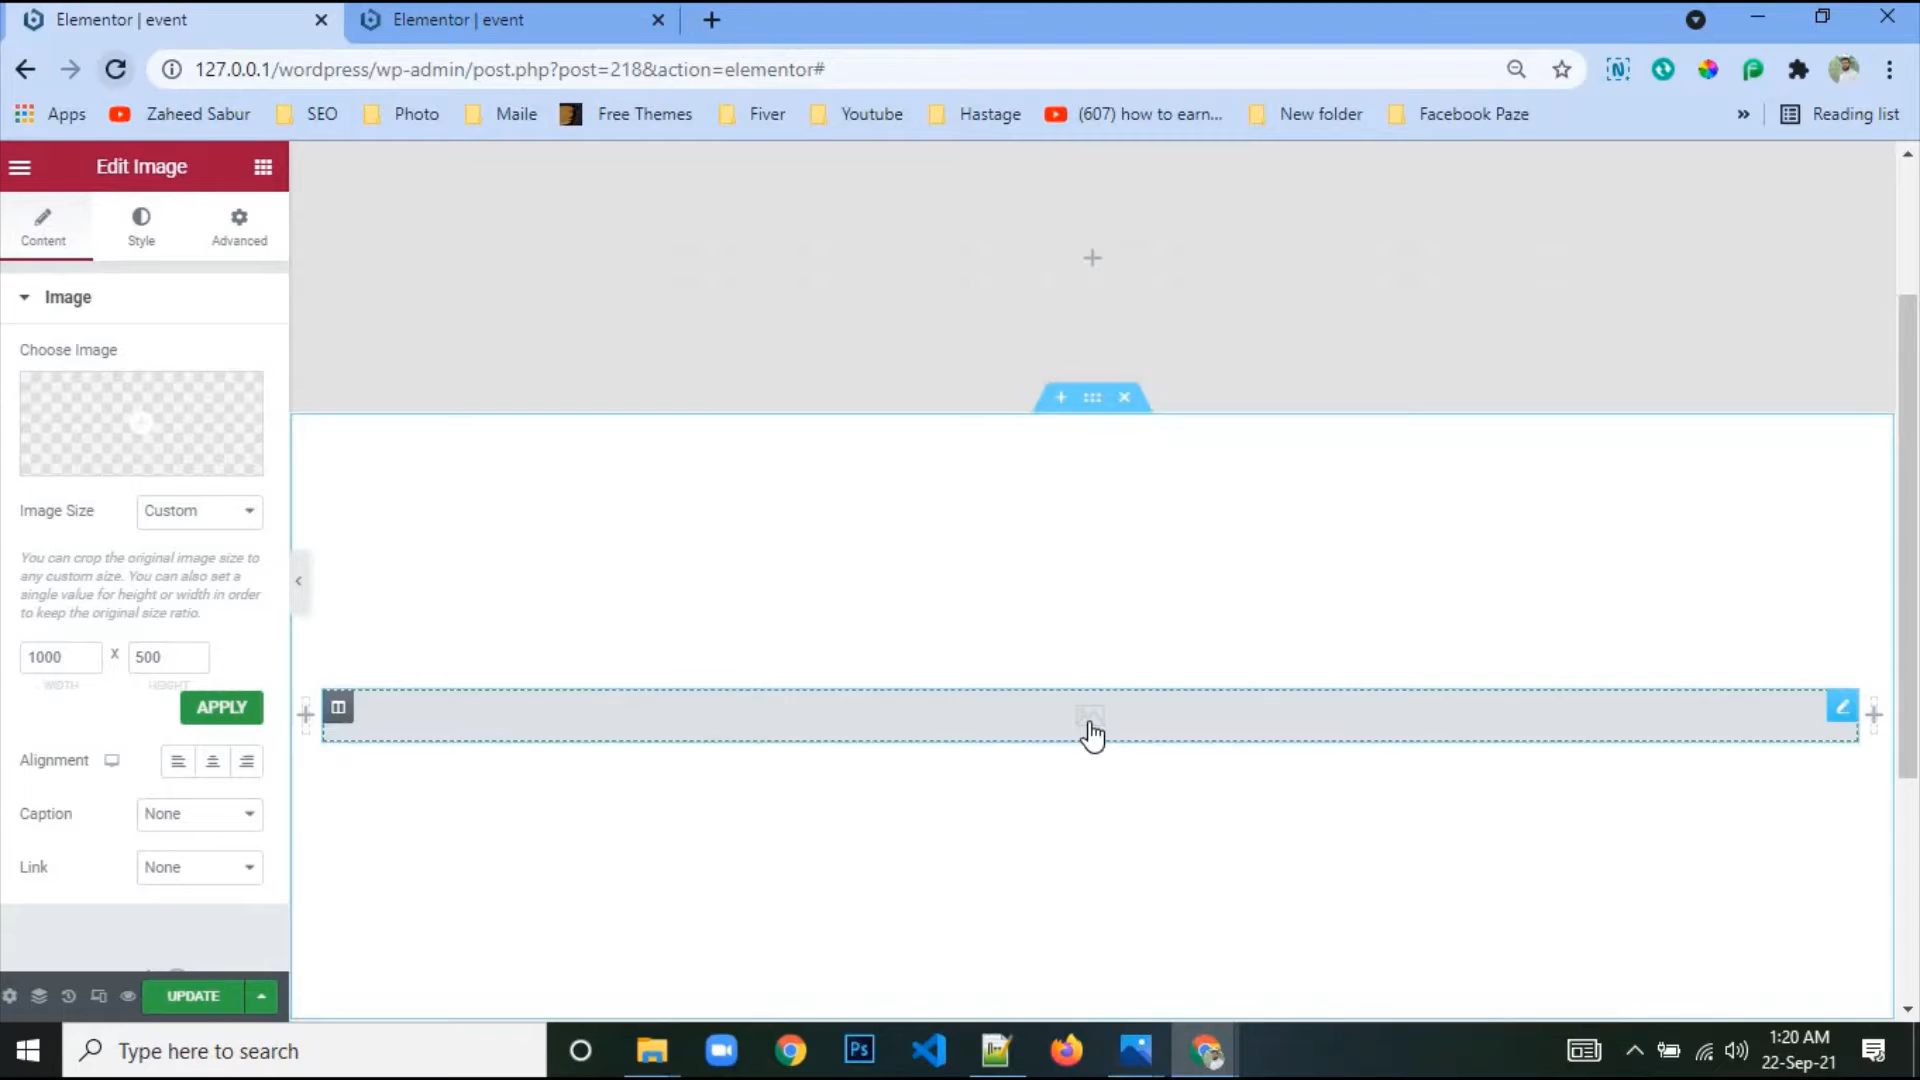 Elementor | event
Elementor | event
127.0.0.1/wordpress/wp-admin/post.php?post=218&action=elementor#
Apps
Zaheed Sabur
SEO
Photo
Maile
Free Themes
Fiver
Youtube
Hastage
(607) how to earn...
New folder
Facebook Paze
»
Reading list
Edit Image
Content
Style
Advanced
Image
Choose Image
Image Size
Custom
You can crop the original image size to
any custom size. You can also set a
single value for height or width in order
to keep the original size ratio.
1000
X
500
WIDTH
HEIGHT
APPLY
Alignment
Caption
None
Link
None
UPDATE
Type here to search
Ps
1:20 AM
22-Sep-21